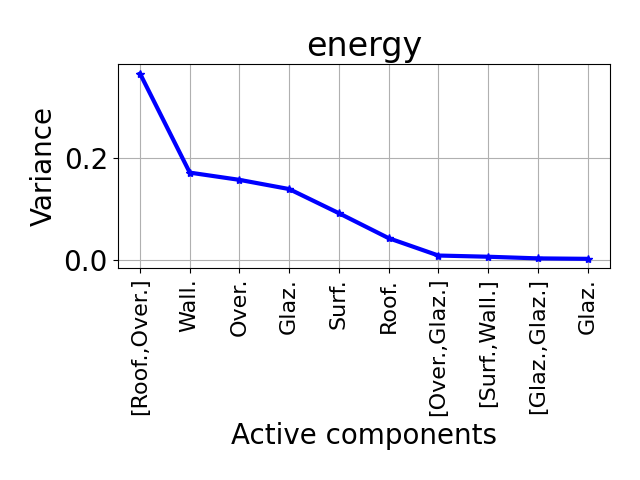 energy
Variance
0.2
0.0
[Roof.,Over.]
Wall.
Over.
Glaz.
Surf.
Roof.
[Over.,Glaz.]
[Surf.,Wall.]
[Glaz.,Glaz.]
Glaz.
Active components